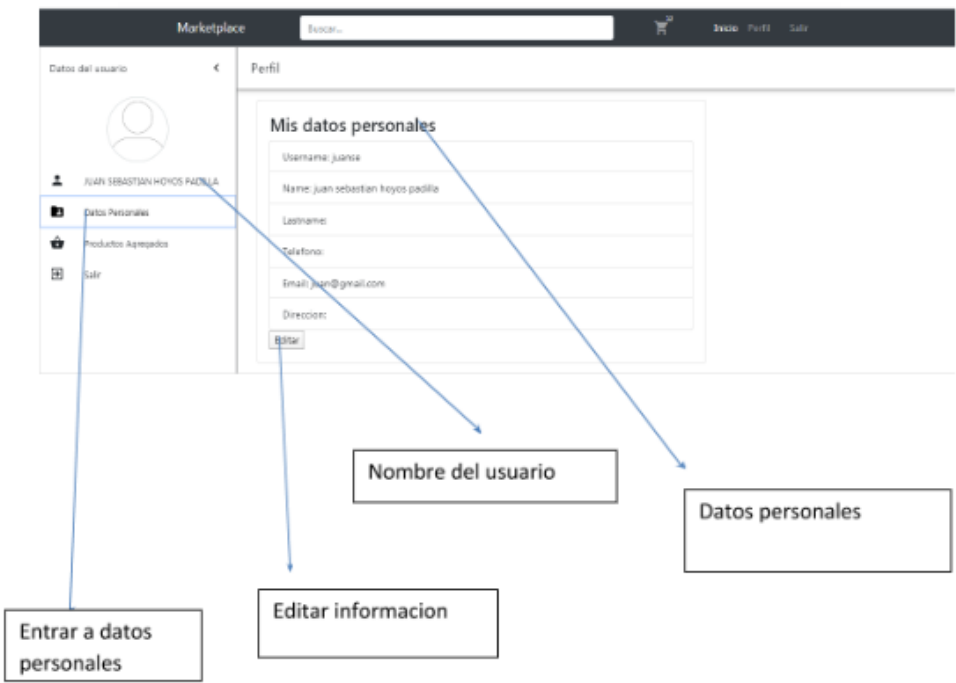 Marketplace
Buscar...
Inicio Perfil Salir
Datos del usuario
Perfil
Mis datos personales
Username: juanse
Name: juan sebastian hoyos padilla
Lastname:
Telefono:
Email: juan@gmail.com
Direccion:
Editar
JUAN SEBASTIAN HOYOS PADILLA
Datos Personales
Productos Agregados
Salir
Nombre del usuario
Datos personales
Editar informacion
Entrar a datos
personales